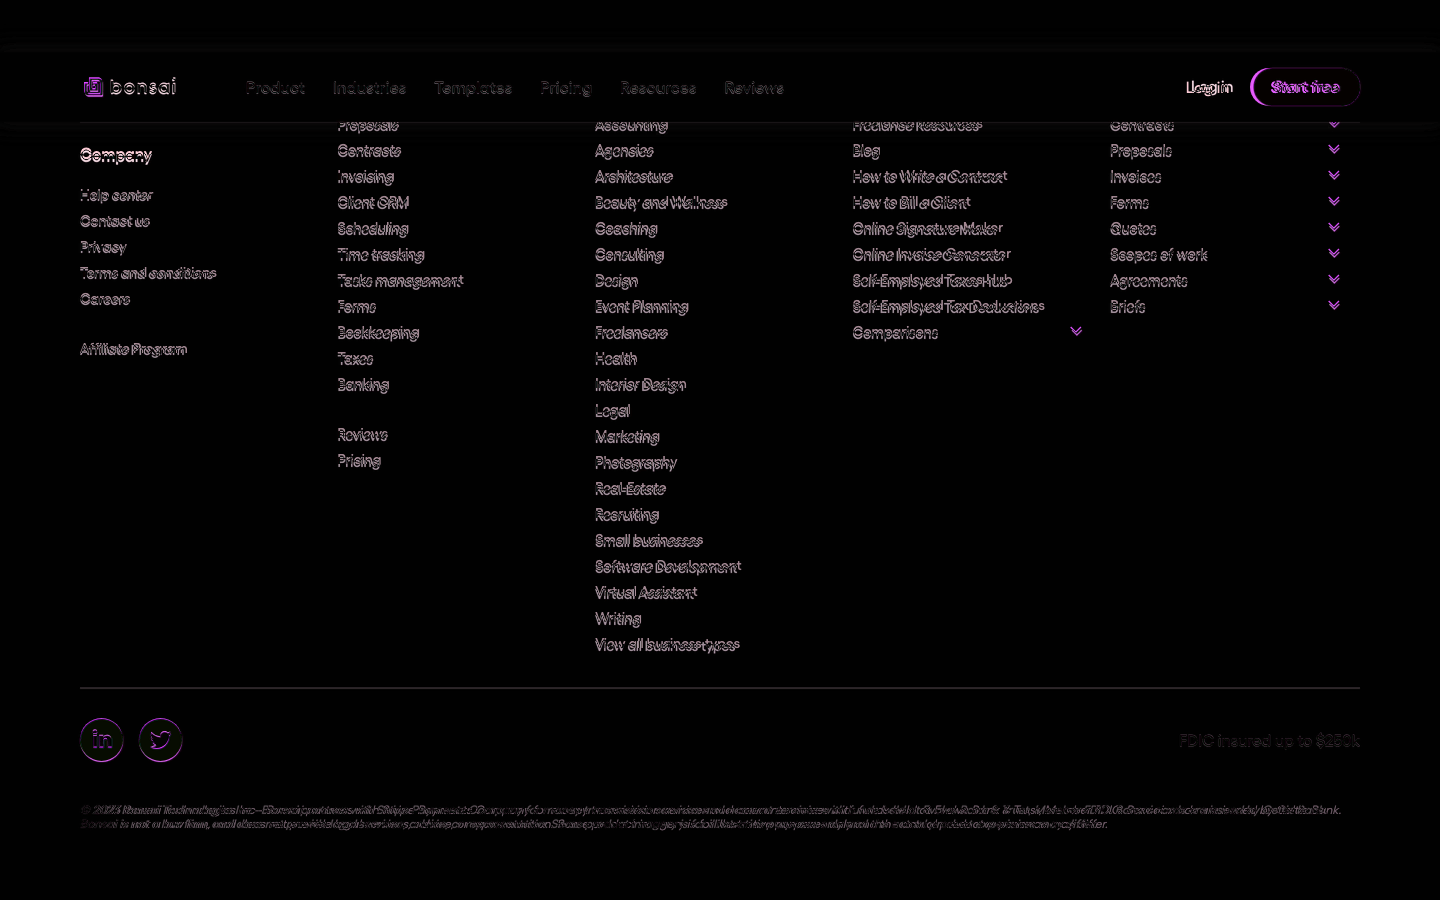 bonsai
Product
Industries
Templates
Pricing
Resources
Reviews
Login
Start free
Company
Help center
Contact us
Privacy
Terms and conditions
Careers
Affiliate Program
Proposals
Contracts
Invoicing
Client CRM
Scheduling
Time tracking
Tasks management
Forms
Bookkeeping
Taxes
Banking
Reviews
Pricing
Accounting
Agencies
Architecture
Beauty and Wellness
Coaching
Consulting
Design
Event Planning
Freelancers
Health
Interior Design
Legal
Marketing
Photography
Real-Estate
Recruiting
Small businesses
Software Development
Virtual Assistant
Writing
View all business types
Freelance Resources
Blog
How to Write a Contract
How to Bill a Client
Online Signature Maker
Online Invoice Generator
Self-Employed Taxes Hub
Self-Employed Tax Deductions
Comparisons
Contracts
Proposals
Invoices
Forms
Quotes
Scopes of work
Agreements
Briefs
in
FDIC insured up to $250k